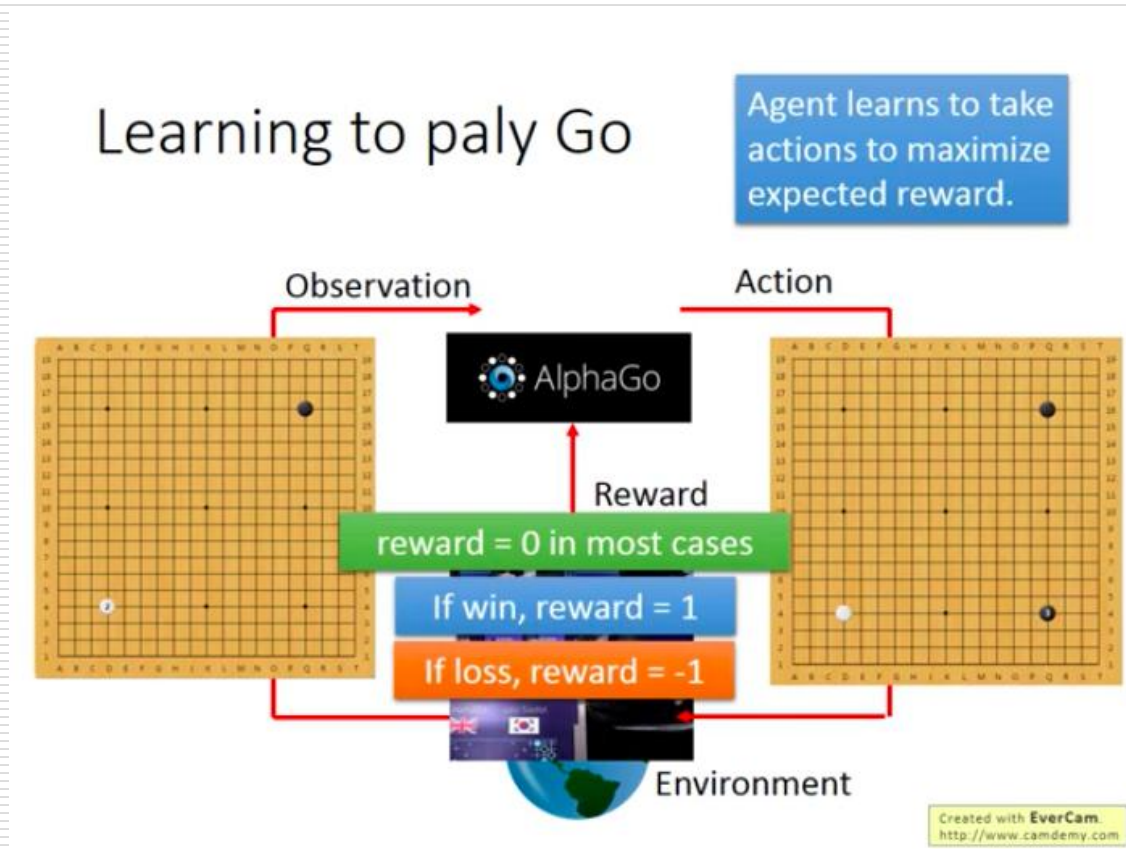 Learning to paly Go
Agent learns to take
actions to maximize
expected reward.
Observation
Action
AlphaGo
Reward
reward = 0 in most cases
If win, reward = 1
If loss, reward = -1
Environment
Created with EverCam.
http://www.camdemy.com